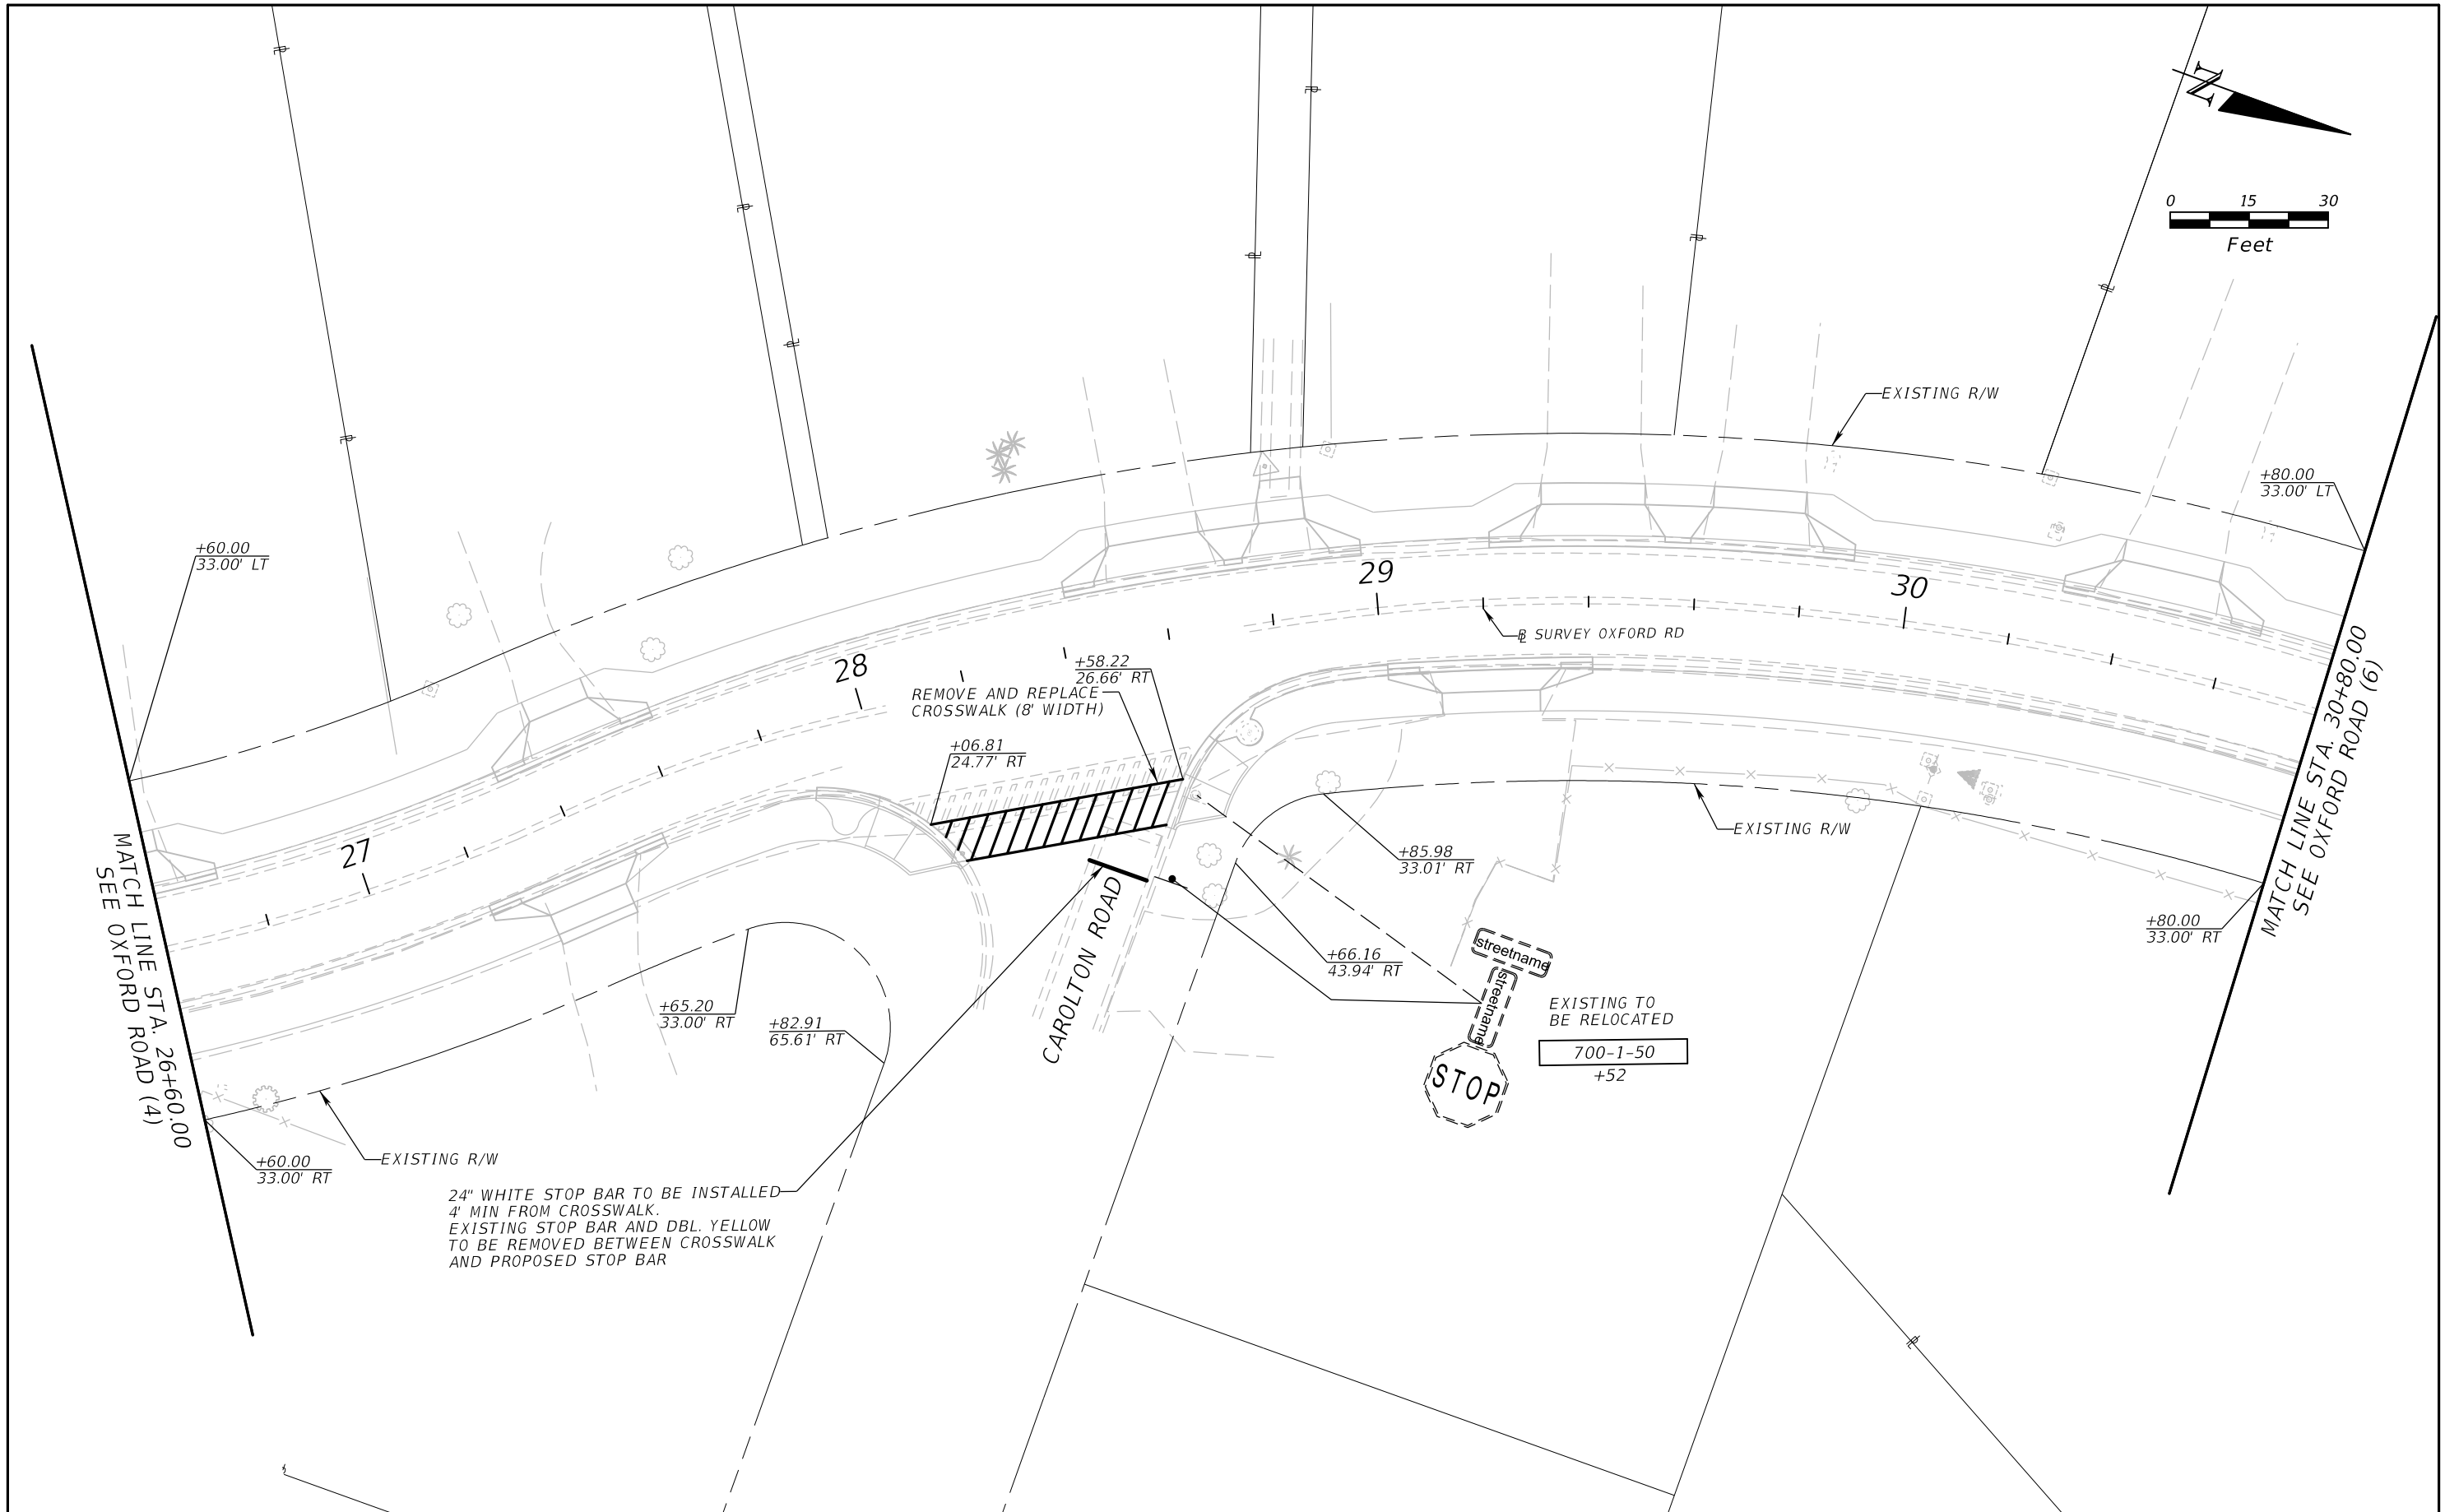 N
0 15 30
Feet
EXISTING R/W
+80.00
33.00' LT
+60.00
33.00' LT
29
30
28
27
℄ SURVEY OXFORD RD
+58.22
26.66' RT
REMOVE AND REPLACE
CROSSWALK (8' WIDTH)
+06.81
24.77' RT
MATCH LINE STA. 26+60.00
SEE OXFORD ROAD (4)
MATCH LINE STA. 30+80.00
SEE OXFORD ROAD (6)
EXISTING R/W
+85.98
33.01' RT
+80.00
33.00' RT
CAROLTON ROAD
+66.16
43.94' RT
streetname
streetname
STOP
EXISTING TO
BE RELOCATED
700-1-50
+52
+65.20
33.00' RT
+82.91
65.61' RT
+60.00
33.00' RT
EXISTING R/W
24" WHITE STOP BAR TO BE INSTALLED
4' MIN FROM CROSSWALK.
EXISTING STOP BAR AND DBL. YELLOW
TO BE REMOVED BETWEEN CROSSWALK
AND PROPOSED STOP BAR